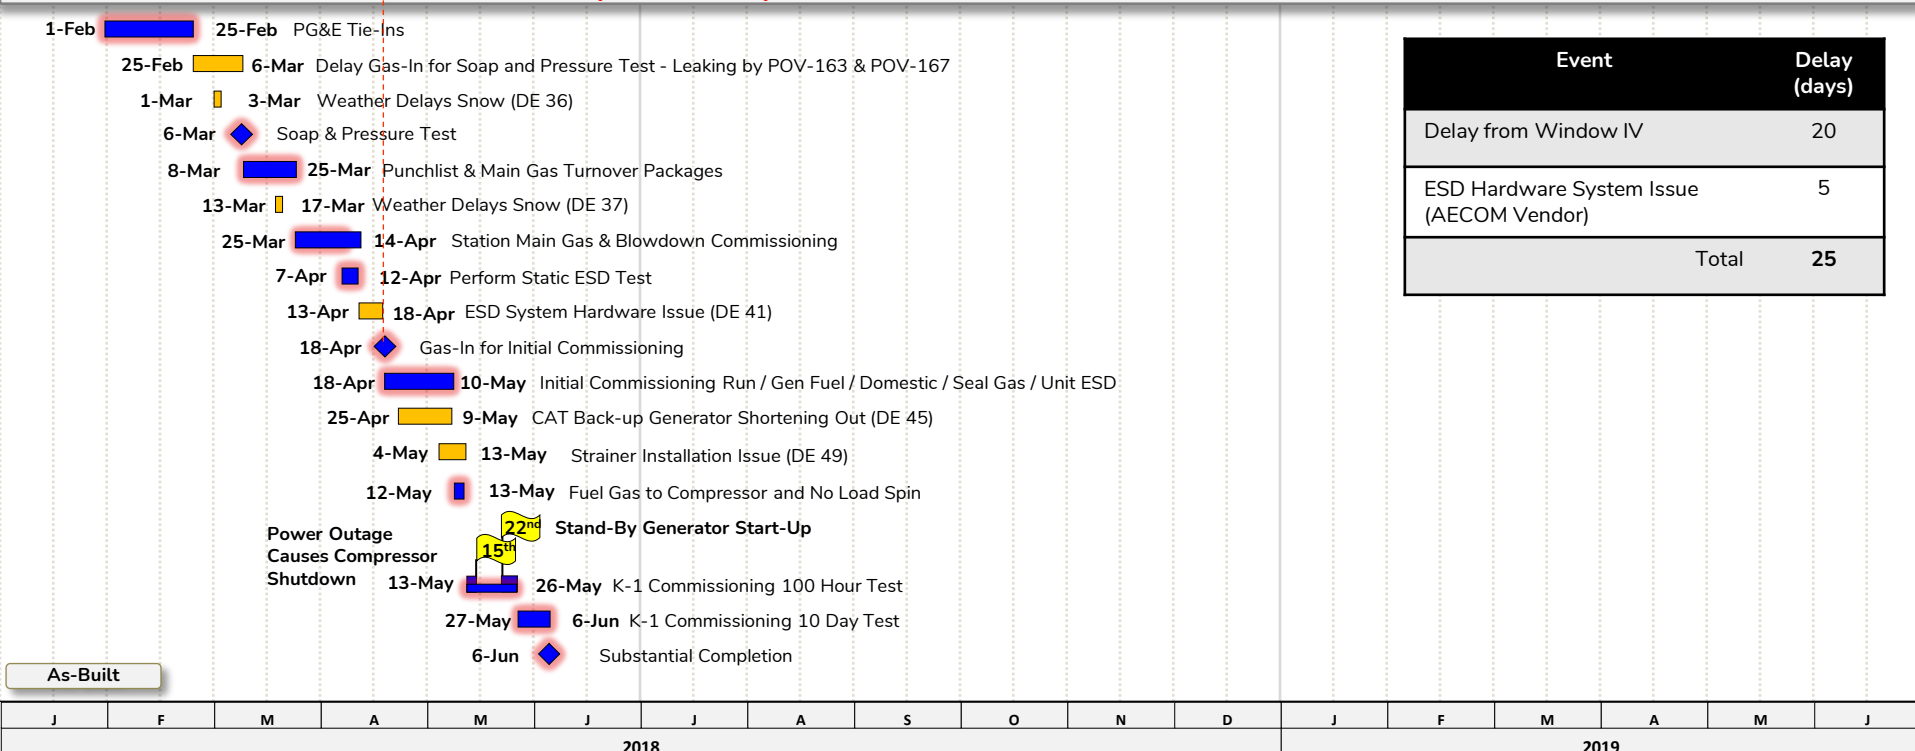 1-Feb 25-Feb PG&E Tie-Ins
25-Feb 6-Mar Delay Gas-In for Soap and Pressure Test - Leaking by POV-163 & POV-167
1-Mar 3-Mar Weather Delays Snow (DE 36)
6-Mar Soap & Pressure Test
8-Mar 25-Mar Punchlist & Main Gas Turnover Packages
13-Mar 17-Mar Weather Delays Snow (DE 37)
25-Mar 14-Apr Station Main Gas & Blowdown Commissioning
7-Apr 12-Apr Perform Static ESD Test
13-Apr 18-Apr ESD System Hardware Issue (DE 41)
18-Apr Gas-In for Initial Commissioning
18-Apr 10-May Initial Commissioning Run / Gen Fuel / Domestic / Seal Gas / Unit ESD
25-Apr 9-May CAT Back-up Generator Shortening Out (DE 45)
4-May 13-May Strainer Installation Issue (DE 49)
12-May 13-May Fuel Gas to Compressor and No Load Spin
22nd Stand-By Generator Start-Up
Power Outage
Causes Compressor
Shutdown
15th
13-May 26-May K-1 Commissioning 100 Hour Test
27-May 6-Jun K-1 Commissioning 10 Day Test
6-Jun Substantial Completion
As-Built
Event Delay
(days)
Delay from Window IV 20
ESD Hardware System Issue 5
(AECOM Vendor)
Total 25
J F M A M J J A S O N D J F M A M J
2018 2019